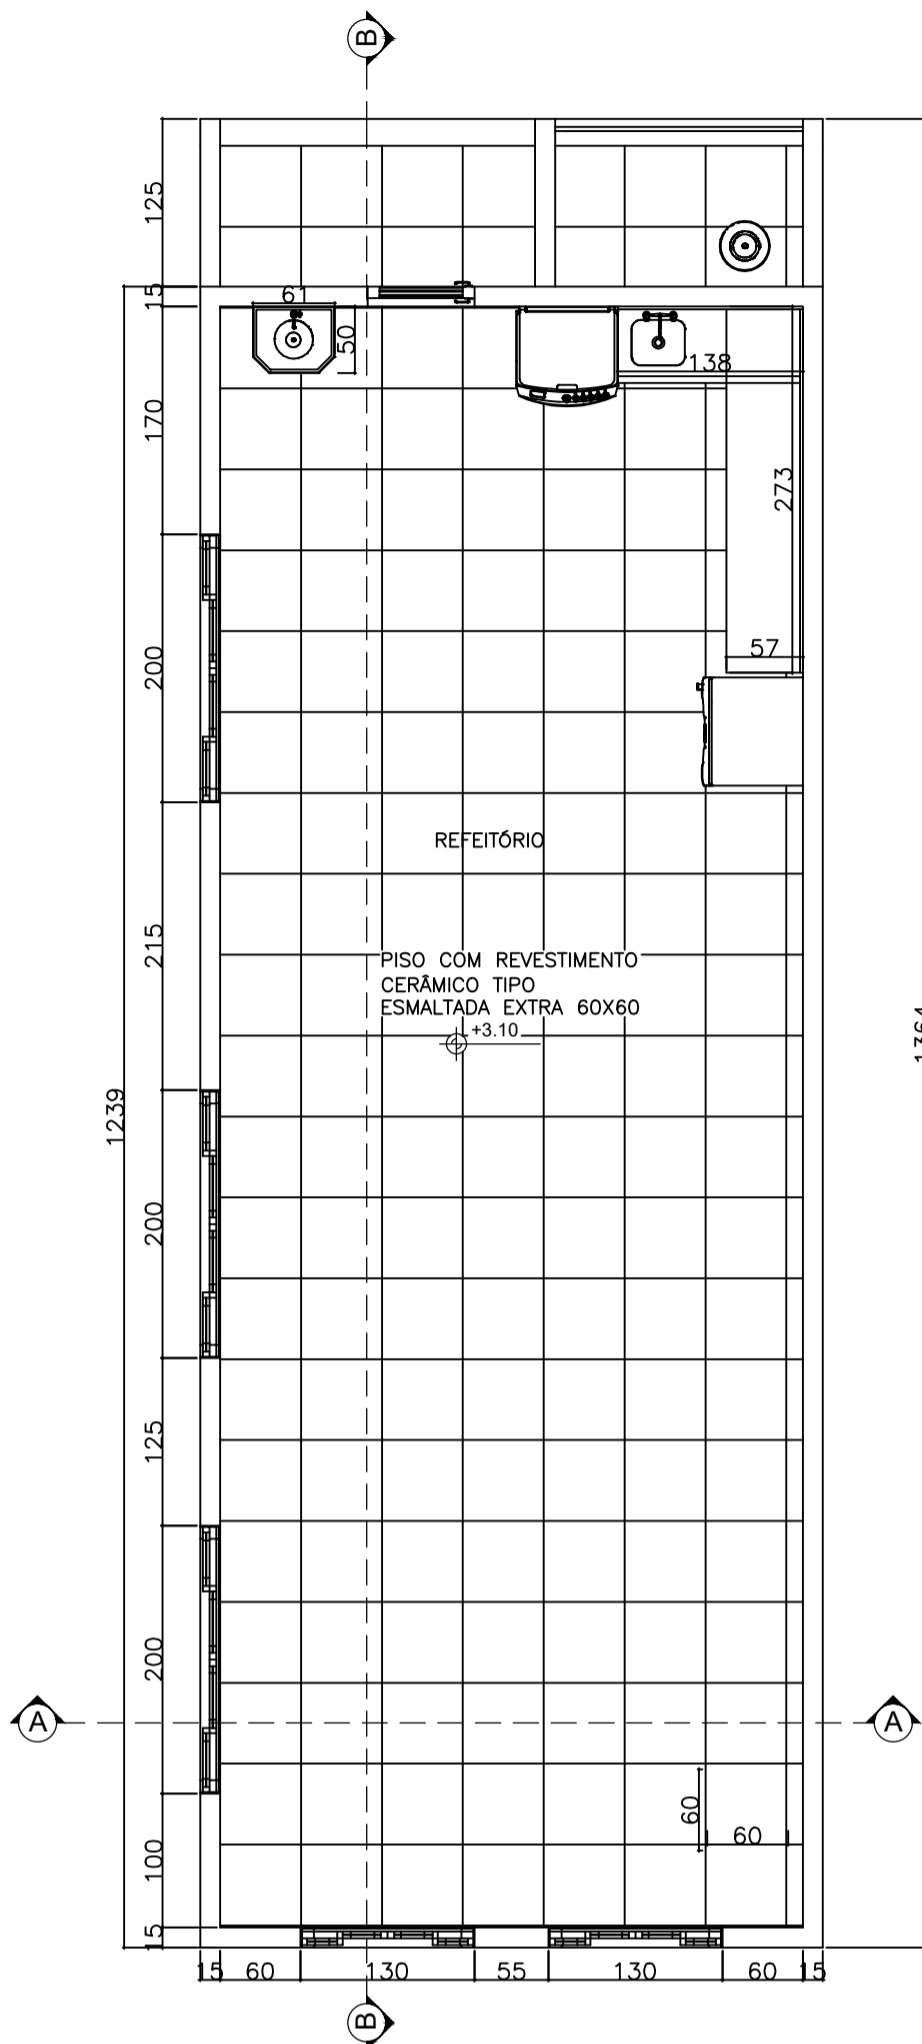 B
125
15
61
50
138
170
273
200
57
REFEITÓRIO
215
PISO COM REVESTIMENTO
CERÂMICO TIPO
ESMALTADA EXTRA 60X60
+3.10
1364
1239
200
125
200
A
A
60
60
100
15
15 60 130 55 130 60 15
B